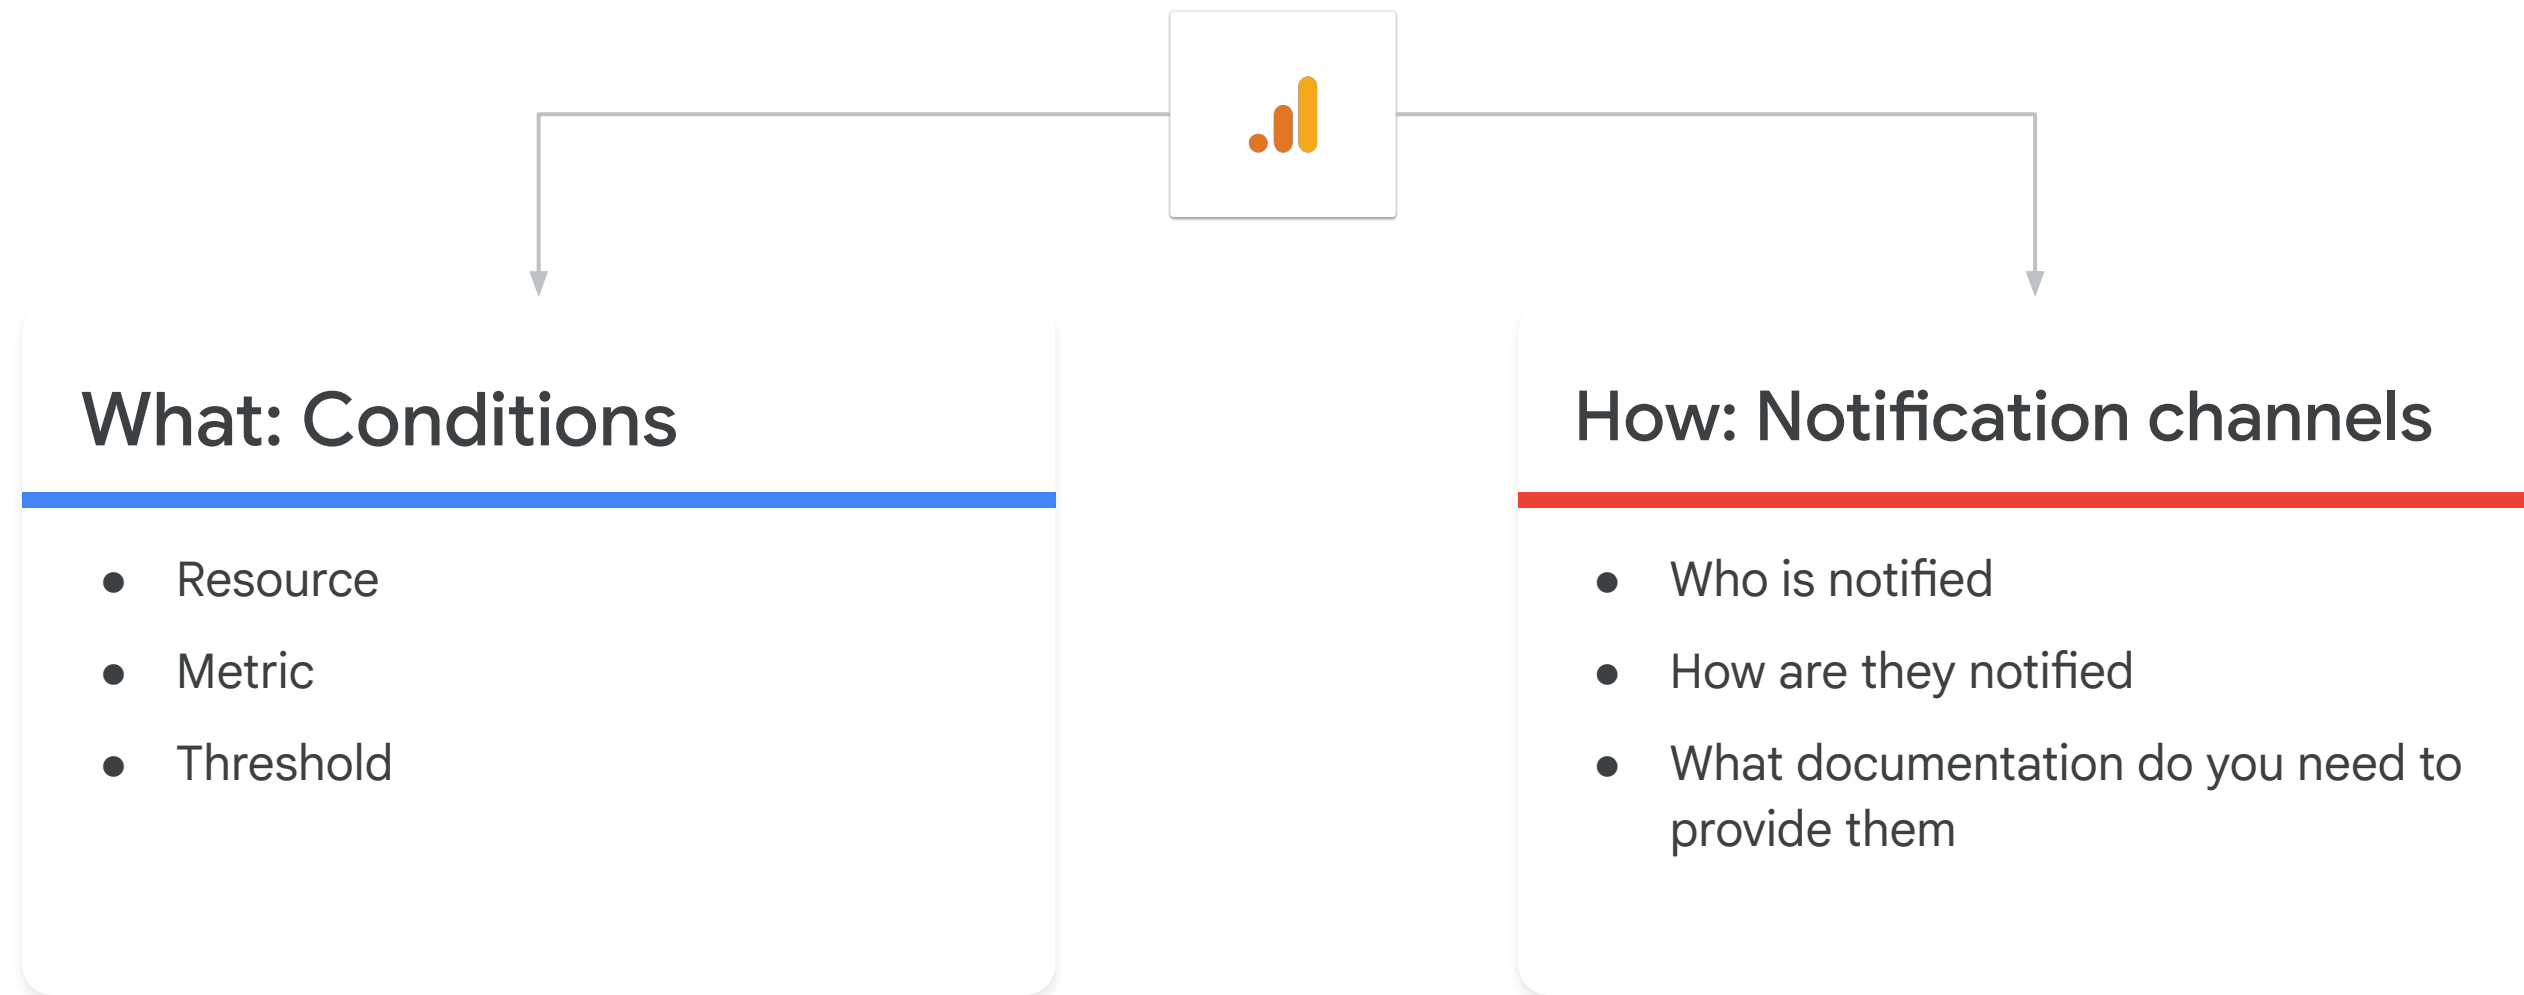 What: Conditions
● Resource
● Metric
● Threshold
How: Notification channels
● Who is notified
● How are they notified
● What documentation do you need to
provide them